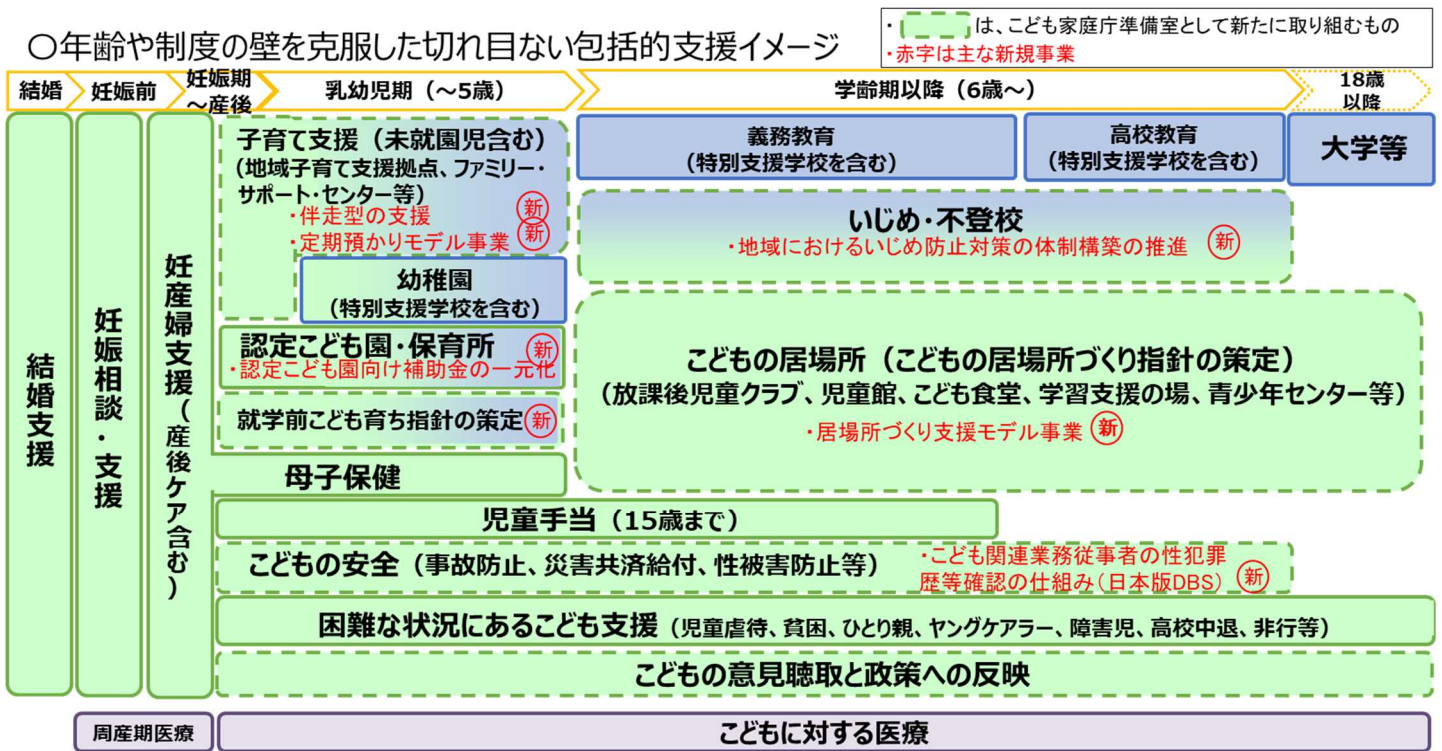 〇年齢や制度の壁を克服した切れ目ない包括的支援イメージ
・　　は、こども家庭庁準備室として新たに取り組むもの
・赤字は主な新規事業
結婚
妊娠前
妊娠期
～産後
乳幼児期（～5歳）
学齢期以降（6歳～）
18歳
以降
結婚支援
妊娠相談・支援
妊産婦支援（産後ケア含む）
子育て支援（未就園児含む）
(地域子育て支援拠点、ファミリー・
サポート・センター等)
・伴走型の支援 新
・定期預かりモデル事業 新
幼稚園
(特別支援学校を含む)
認定こども園・保育所 新
・認定こども園向け補助金の一元化
就学前こども育ち指針の策定 新
母子保健
義務教育
(特別支援学校を含む)
高校教育
(特別支援学校を含む)
大学等
いじめ・不登校
・地域におけるいじめ防止対策の体制構築の推進 新
こどもの居場所（こどもの居場所づくり指針の策定）
(放課後児童クラブ、児童館、こども食堂、学習支援の場、青少年センター等)
・居場所づくり支援モデル事業 新
児童手当（15歳まで）
こどもの安全（事故防止、災害共済給付、性被害防止等）
・こども関連業務従事者の性犯罪
歴等確認の仕組み（日本版DBS） 新
困難な状況にあるこども支援（児童虐待、貧困、ひとり親、ヤングケアラー、障害児、高校中退、非行等）
こどもの意見聴取と政策への反映
周産期医療
こどもに対する医療